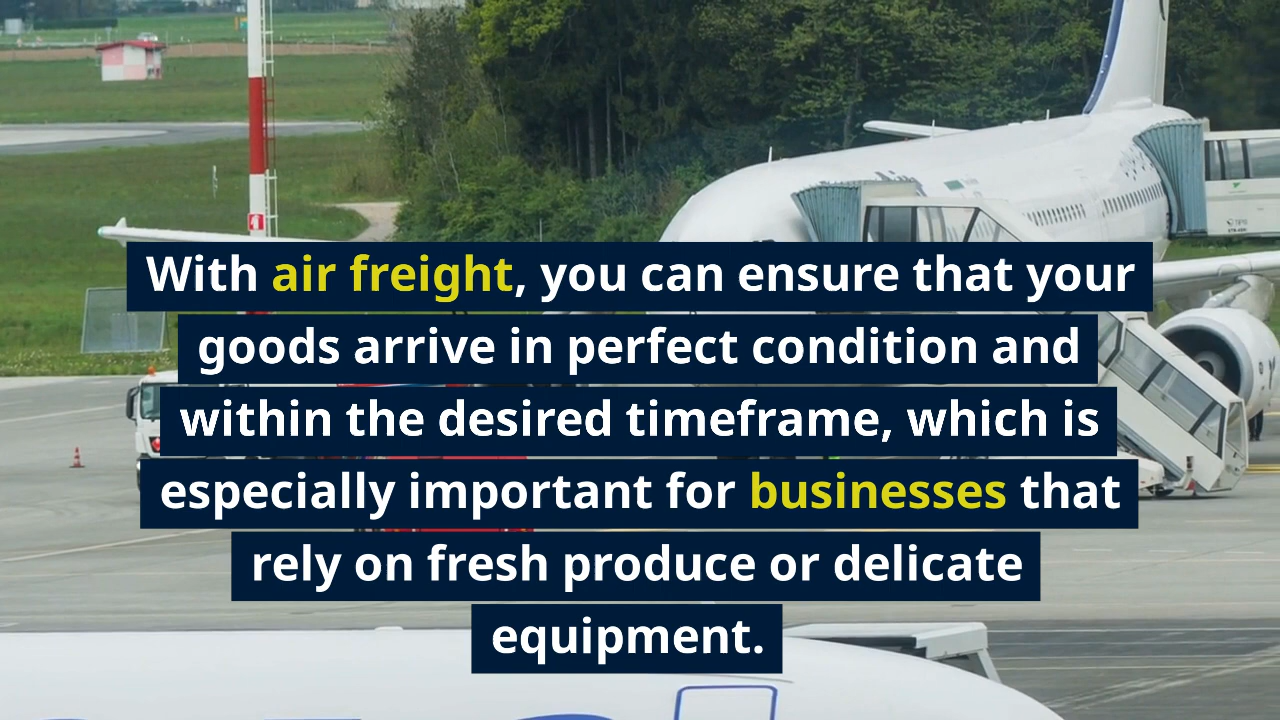 With air freight, you can ensure that your
goods arrive in perfect condition and
within the desired timeframe, which is
especially important for businesses that
rely on fresh produce or delicate
equipment.